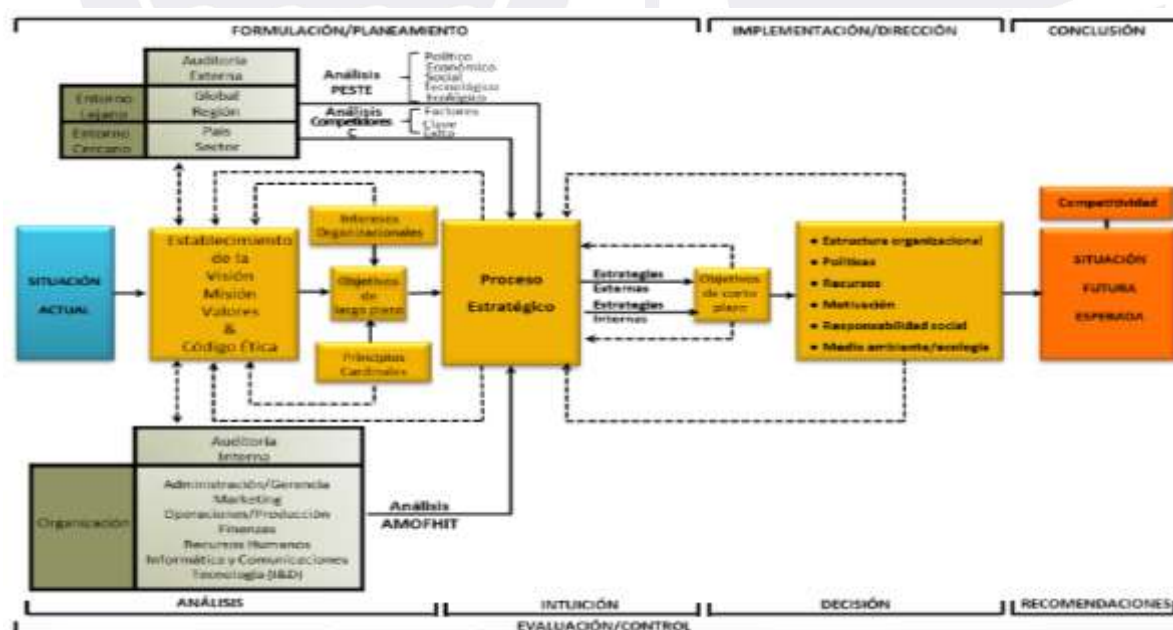 FORMULACIÓN/PLANEAMIENTO
IMPLEMENTACIÓN/DIRECCIÓN
CONCLUSIÓN
Auditoría
Externa
Entorno
Lejano
Global
Región
Entorno
Cercano
País
Sector
Análisis
PESTE
Político
Económico
Social
Tecnológico
Ecológico
Análisis
Competidores
C
Factores
Clave
Éxito
SITUACIÓN
ACTUAL
Establecimiento
de la
Visión
Misión
Valores
&
Código Ética
Intereses
Organizacionales
Objetivos
de
largo plazo
Principios
Cardinales
Proceso
Estratégico
Estrategias
Externas
Estrategias
Internas
Objetivos
de corto
plazo
• Estructura organizacional
• Políticas
• Recursos
• Motivación
• Responsabilidad social
• Medio ambiente/ecología
Competitividad
SITUACIÓN
FUTURA
ESPERADA
Auditoría
Interna
Organización
Administración/Gerencia
Marketing
Operaciones/Producción
Finanzas
Recursos Humanos
Informática y Comunicaciones
Tecnología (I&D)
Análisis
AMOFHIT
ANÁLISIS
INTUICIÓN
DECISIÓN
RECOMENDACIONES
EVALUACIÓN/CONTROL